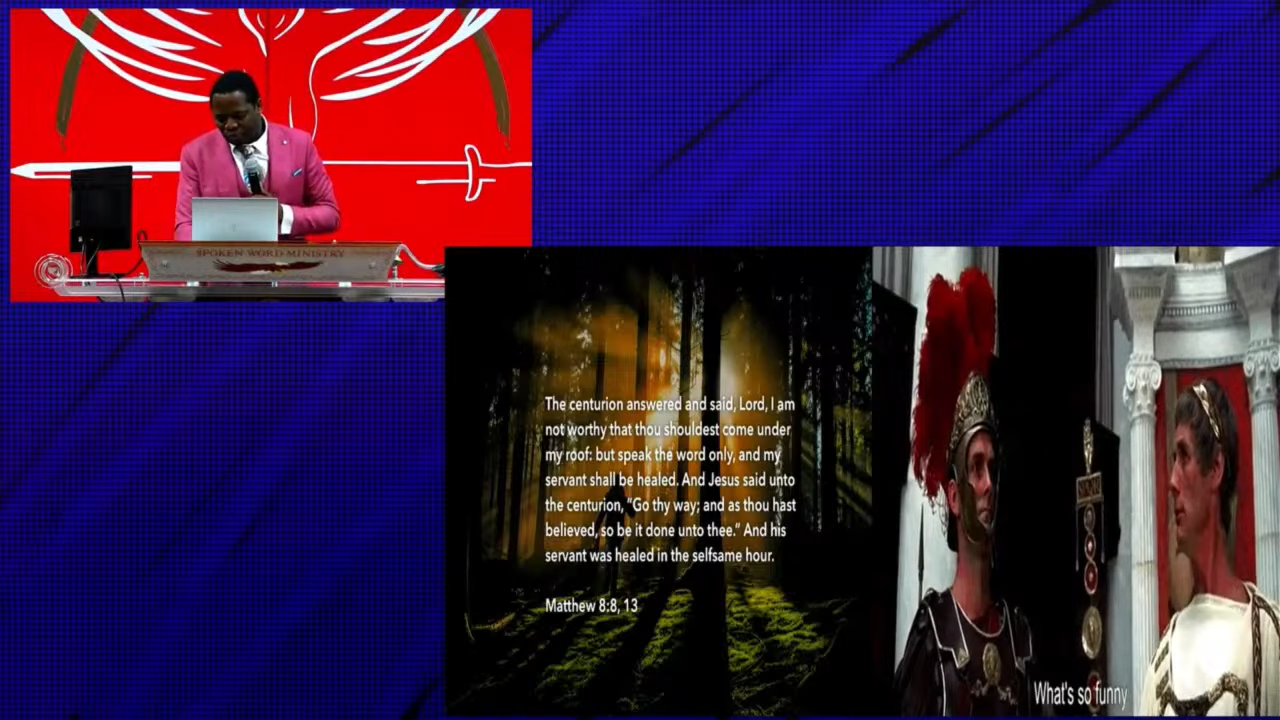 SPOKEN WORD MINISTRY
The centurion answered and said, Lord, I am
not worthy that thou shouldest come under
my roof: but speak the word only, and my
servant shall be healed. And Jesus said unto
the centurion, “Go thy way; and as thou hast
believed, so be it done unto thee.” And his
servant was healed in the selfsame hour.
Matthew 8:8, 13
What's so funny